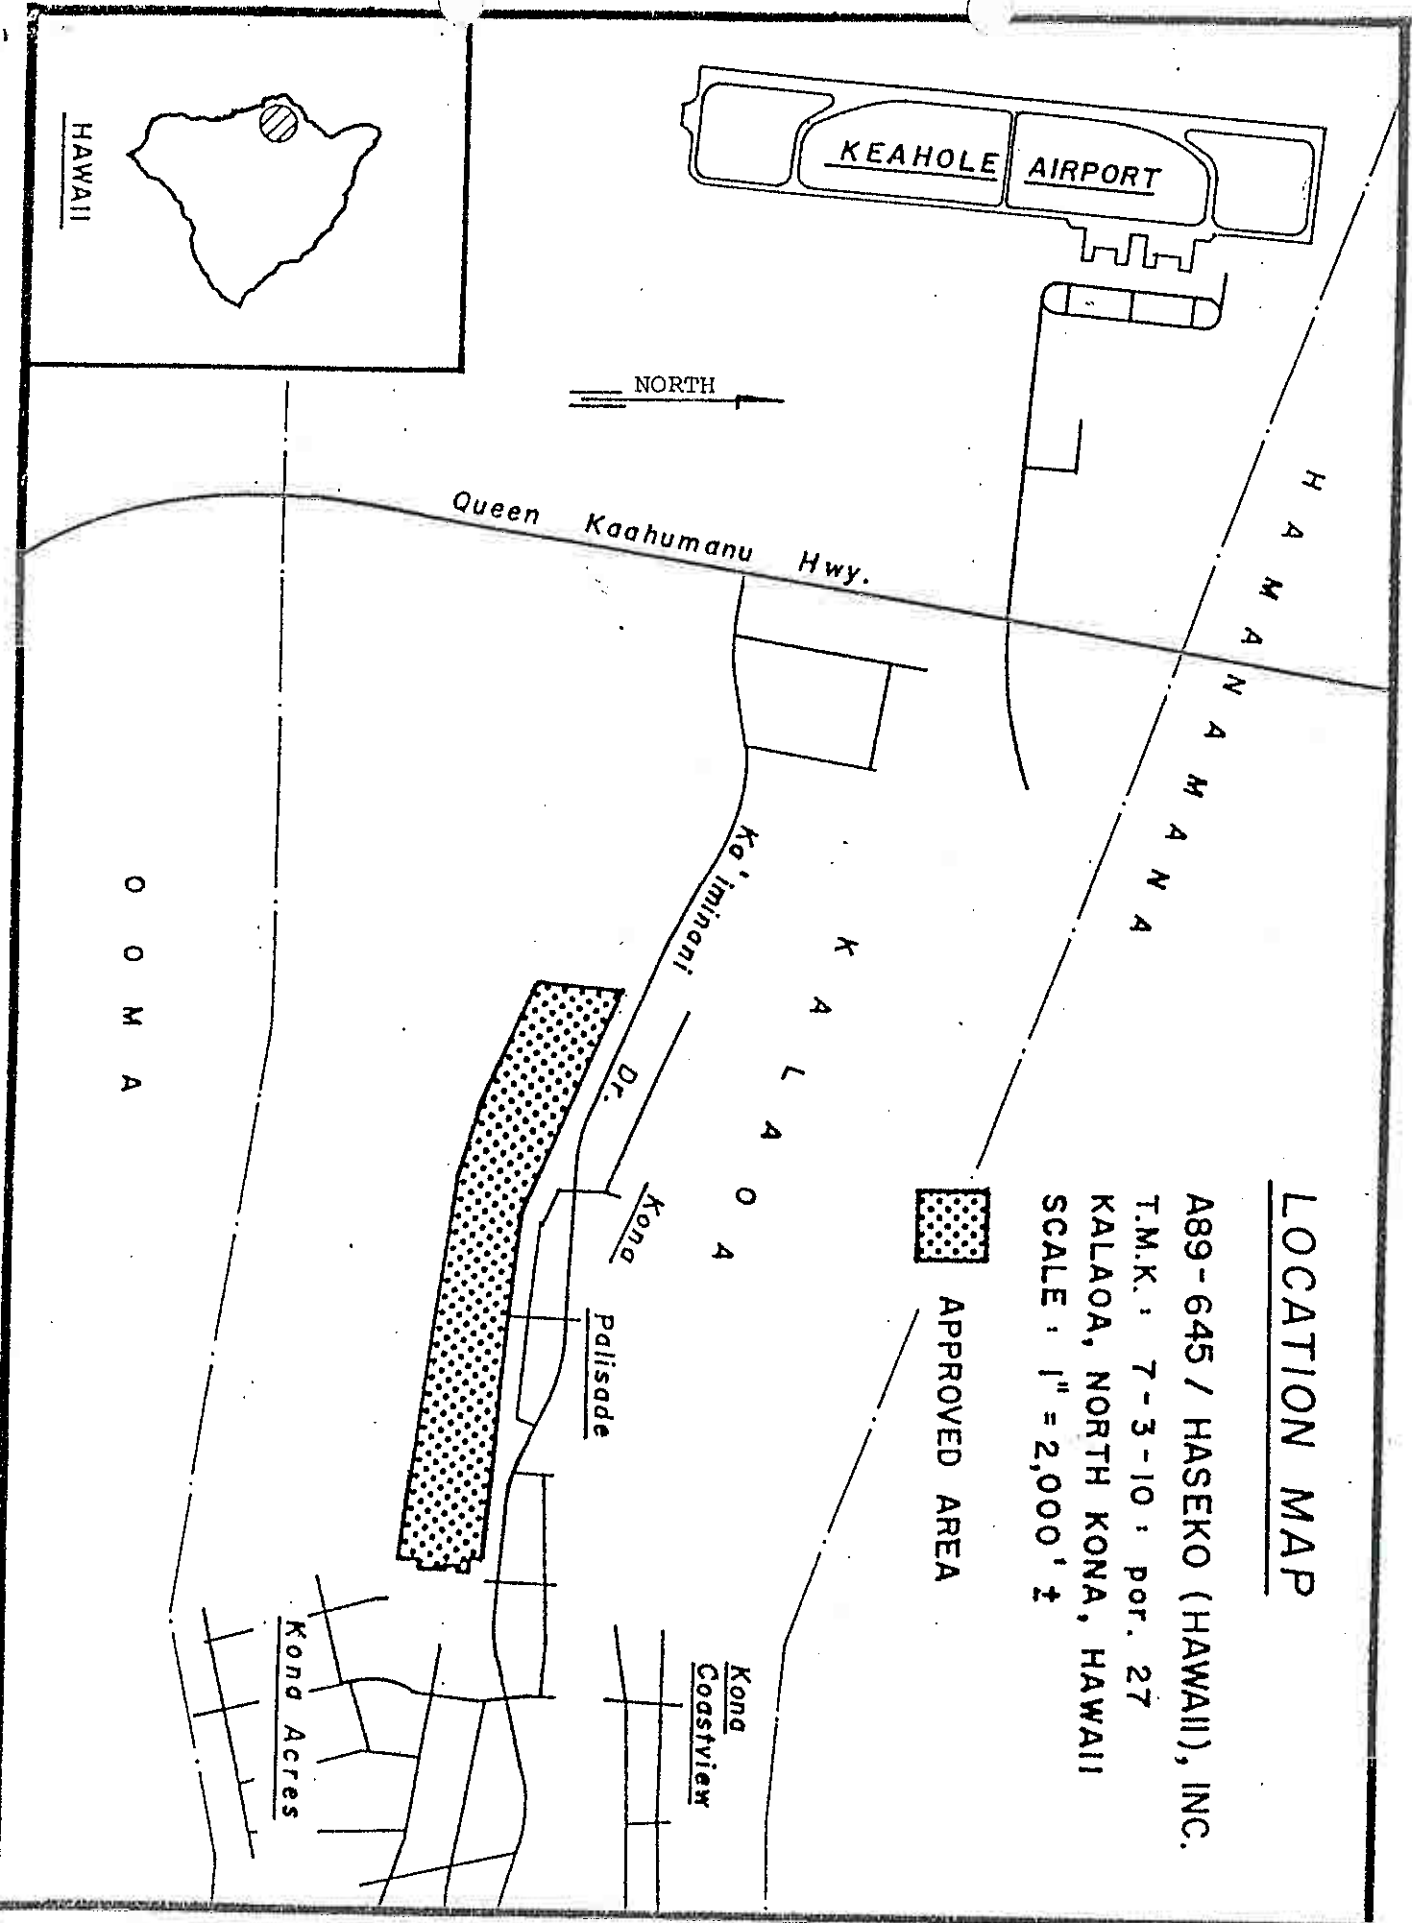 LOCATION MAP
A89-645 / HASEKO (HAWAII), INC.
T.M.K. : 7-3-10 : por. 27
KALAOA, NORTH KONA, HAWAII
SCALE : 1" = 2,000' ±
APPROVED AREA
KEAHOLE AIRPORT
HAWAII
NORTH
Queen Kaahumanu Hwy.
HAMANAMANA
Ka'iminani Dr.
KALAOA
OOMA
Kona Palisade
Kona
Coastview
Kona Acres